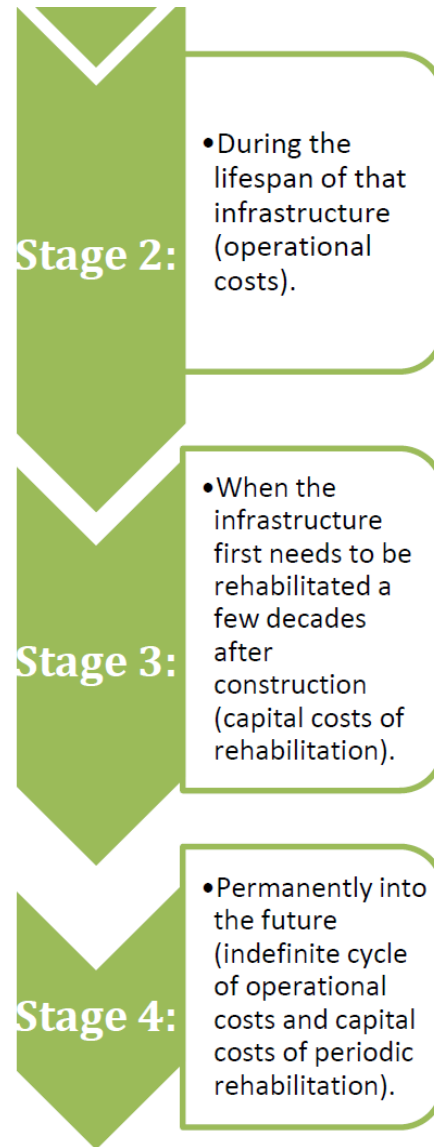 Stage 2:
•During the
lifespan of that
infrastructure
(operational
costs).
Stage 3:
•When the
infrastructure
first needs to be
rehabilitated a
few decades
after
construction
(capital costs of
rehabilitation).
Stage 4:
•Permanently into
the future
(indefinite cycle
of operational
costs and capital
costs of periodic
rehabilitation).